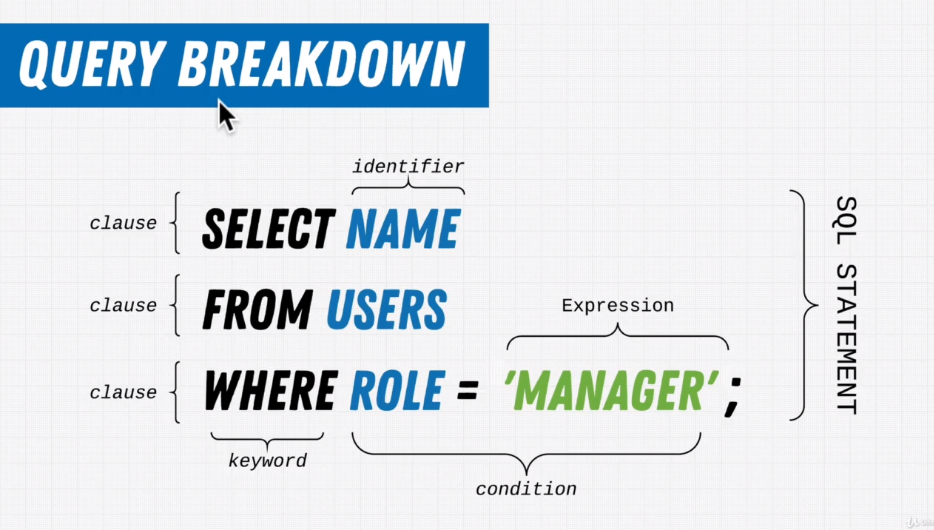 QUERY BREAKDOWN
identifier
clause
SELECT NAME
clause
FROM USERS
Expression
clause
WHERE ROLE = 'MANAGER' ;
keyword
condition
SQL STATEMENT